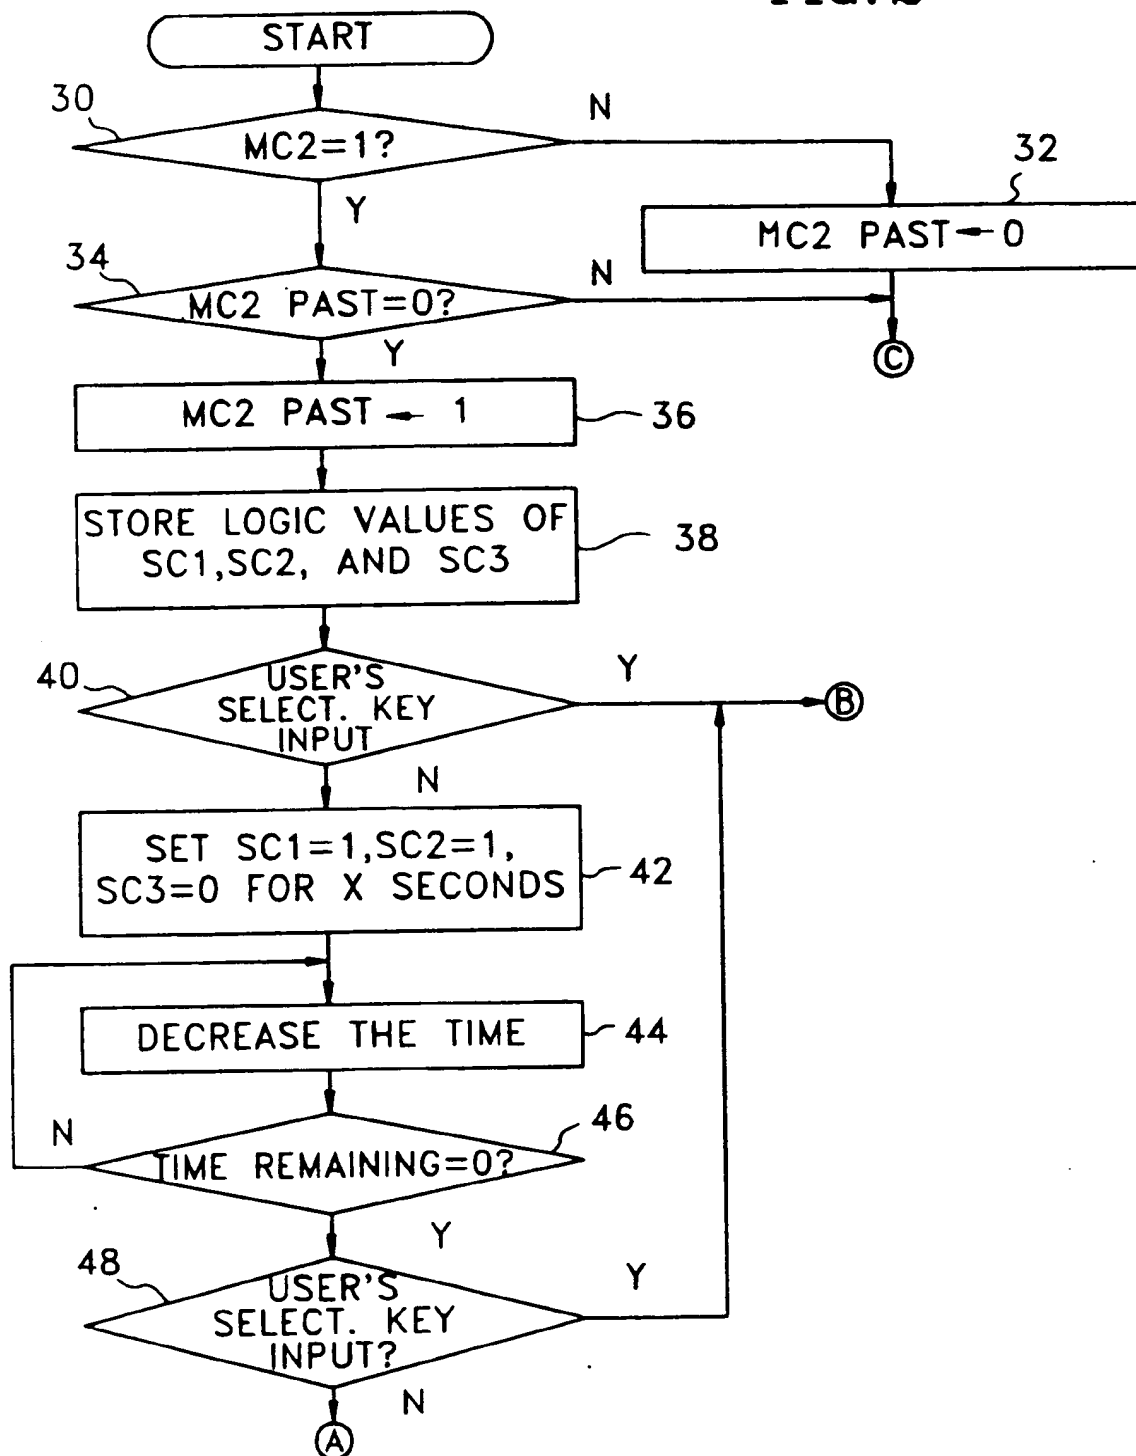 START
30
MC2=1?
N
Y
32
MC2 PAST←0
34
MC2 PAST=0?
N
Y
C
MC2 PAST ← 1
36
STORE LOGIC VALUES OF
SC1,SC2, AND SC3
38
40
USER'S
SELECT. KEY
INPUT
Y
B
N
SET SC1=1,SC2=1,
SC3=0 FOR X SECONDS
42
DECREASE THE TIME
44
N
TIME REMAINING=0?
46
Y
48
USER'S
SELECT. KEY
INPUT?
Y
N
A